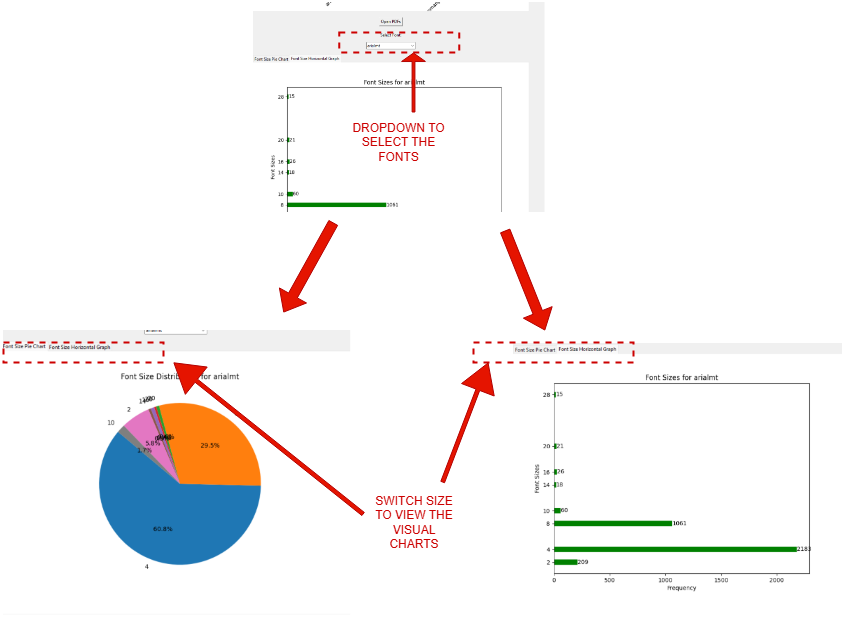 Open PDFs
Select Font
arialmt
Font Size Pie Chart Font Size Horizontal Graph
Font Sizes for arialmt
28 15
DROPDOWN TO
SELECT THE
FONTS
20 21
16 26
14 18
10 60
8 1061
Font Sizes
arialmt
Font Size Pie Chart Font Size Horizontal Graph
Font Size Distri for arialmt
2
10
29.5%
5.8%
1.7%
60.8%
4
Font Size Pie Chart Font Size Horizontal Graph
Font Sizes for arialmt
28 15
20 21
16 26
14 18
10 60
8 1061
4 2183
2 209
Font Sizes
0 500 1000 1500 2000
Frequency
SWITCH SIZE
TO VIEW THE
VISUAL
CHARTS